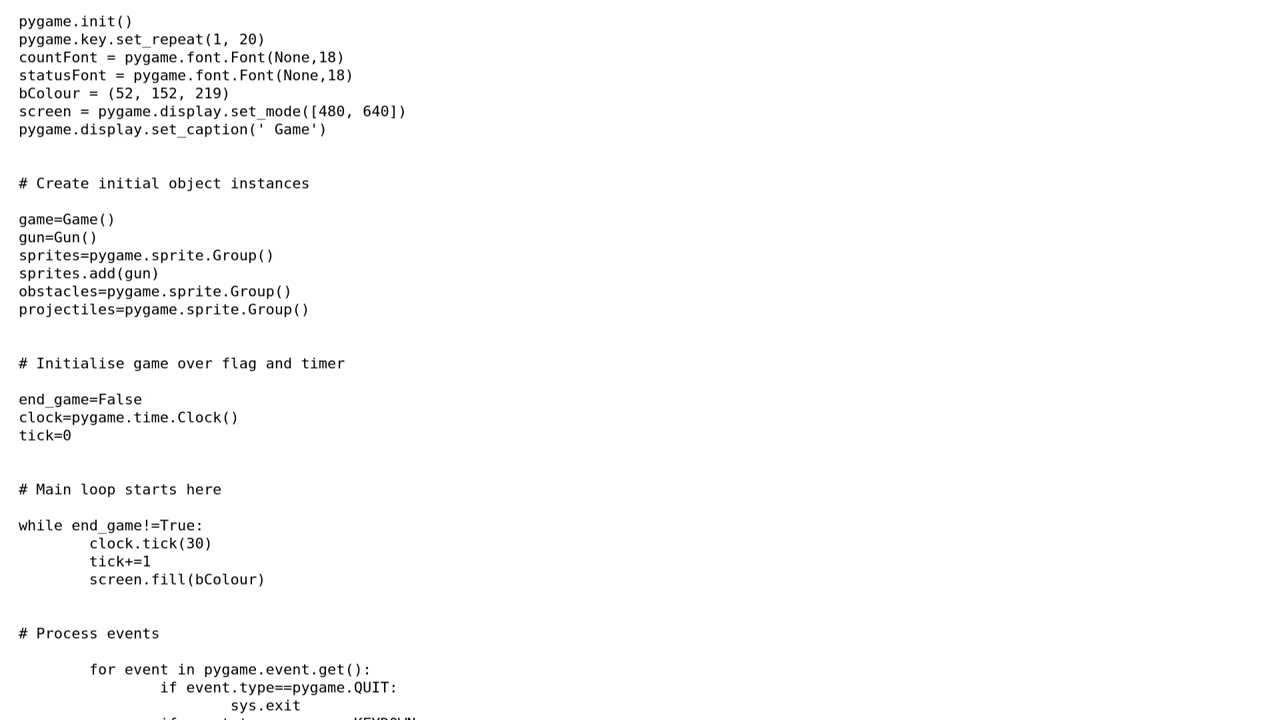 pygame.init()
pygame.key.set_repeat(1, 20)
countFont = pygame.font.Font(None,18)
statusFont = pygame.font.Font(None,18)
bColour = (52, 152, 219)
screen = pygame.display.set_mode([480, 640])
pygame.display.set_caption(' Game')
# Create initial object instances
game=Game()
gun=Gun()
sprites=pygame.sprite.Group()
sprites.add(gun)
obstacles=pygame.sprite.Group()
projectiles=pygame.sprite.Group()
# Initialise game over flag and timer
end_game=False
clock=pygame.time.Clock()
tick=0
# Main loop starts here
while end_game!=True:
clock.tick(30)
tick+=1
screen.fill(bColour)
# Process events
for event in pygame.event.get():
if event.type==pygame.QUIT:
sys.exit